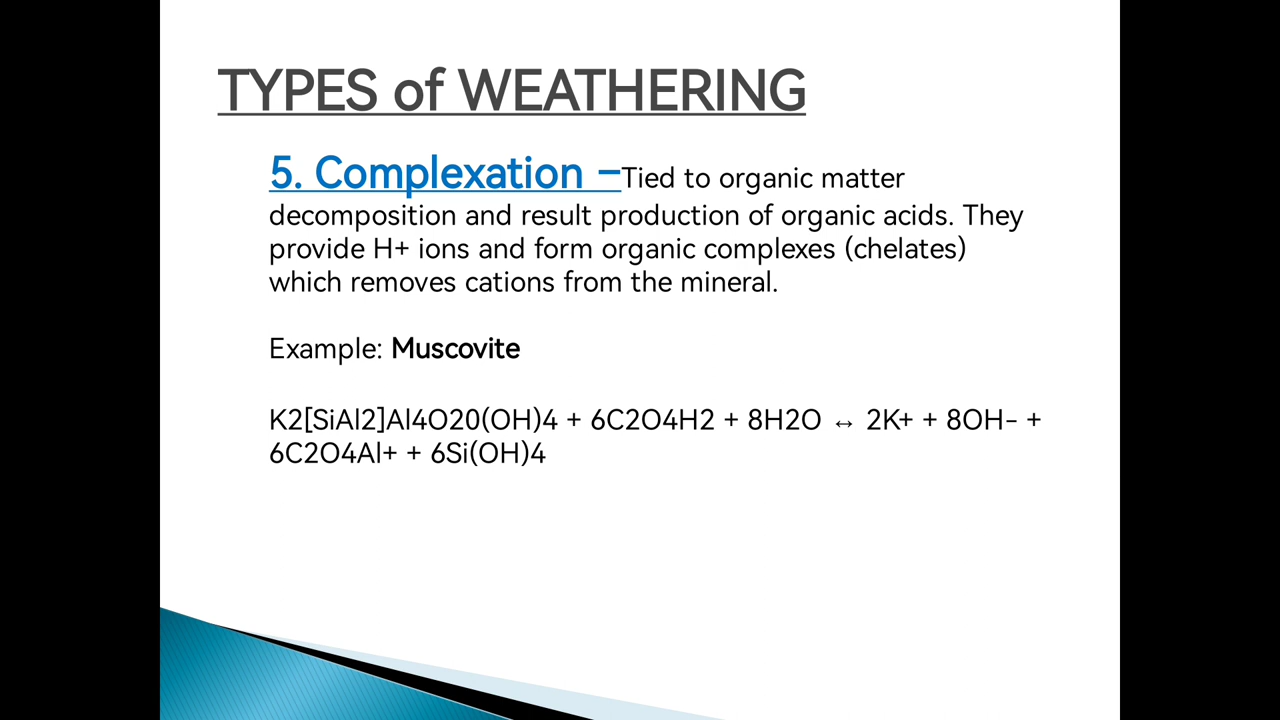 TYPES of WEATHERING
5. Complexation –Tied to organic matter
decomposition and result production of organic acids. They
provide H+ ions and form organic complexes (chelates)
which removes cations from the mineral.
Example: Muscovite
K2[SiAl2]Al4O20(OH)4 + 6C2O4H2 + 8H2O ↔ 2K+ + 8OH- +
6C2O4Al+ + 6Si(OH)4